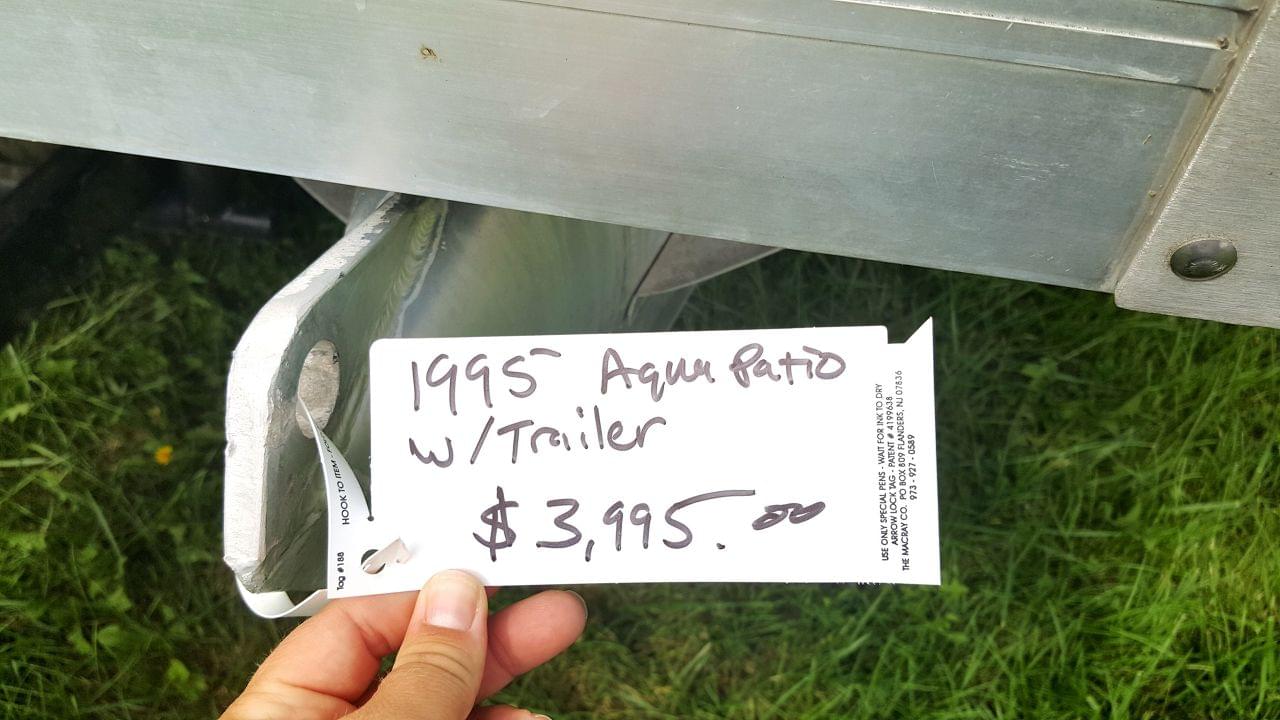 1995 Aqua Patio
w/Trailer
$3,995.00
HOOK TO ITEM
Tag #188
USE ONLY SPECIAL PENS - WAIT FOR INK TO DRY
ARROW LOCK TAG - PATENT # 4199638
THE MACRAY CO. PO BOX 809 FLANDERS, NJ 07836
973 - 927 - 0589